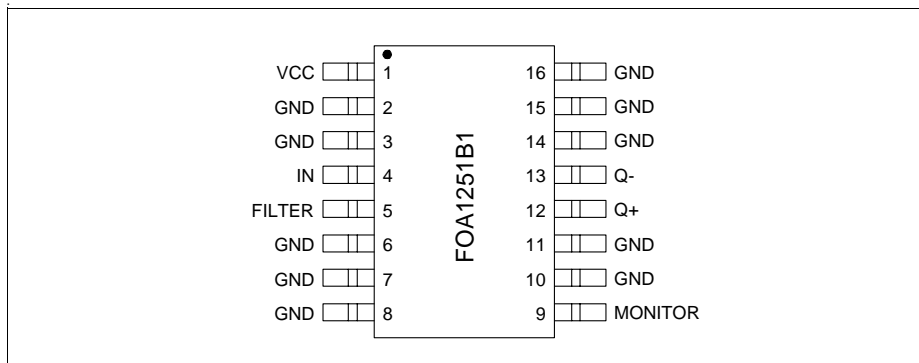 VCC 1 16 GND
GND 2 15 GND
GND 3 14 GND
IN 4 13 Q-
FILTER 5 12 Q+
GND 6 11 GND
GND 7 10 GND
GND 8 9 MONITOR
FOA1251B1